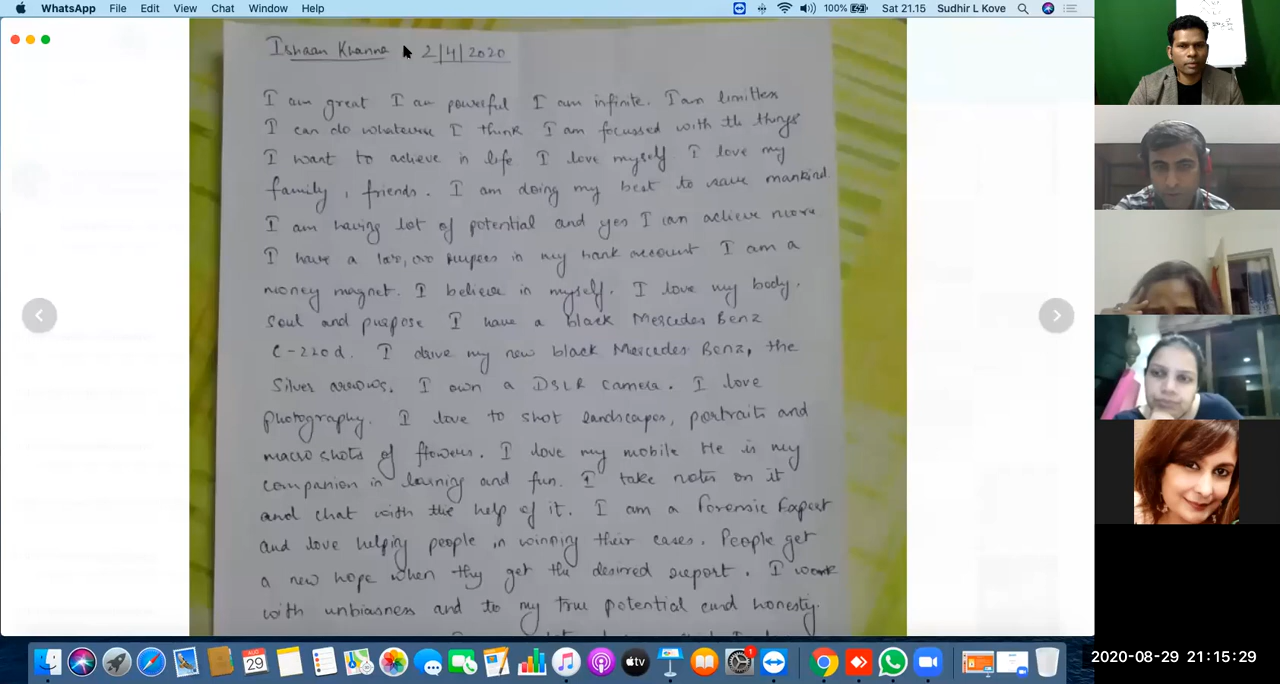 WhatsApp File Edit View Chat Window Help 100% Sat 21.15 Sudhir L Kove
Ishaan Khanna 2/4/2020
I am great I am powerful I am infinite. I am limitless
I can do whatever I think I am focussed with the things
I want to achieve in life I love myself I love my
family, friends. I am doing my best to save mankind.
I am having lot of potential and yes I can achieve more
I have a rupees in my bank account I am a
money magnet. I believe in myself. I love my body,
soul and purpose I have a black Mercedes Benz
C-220d. I drive my new black Mercedes Benz, the
Silver arrows. I own a DSLR camera. I love
photography. I love to shot landscapes, portraits and
macro shots of flowers. I love my mobile He is my
companion in learning and fun. I take notes on it
and chat with the help of it. I am a Forensic Expert
and love helping people in winning their cases. People get
a new hope when they get the desired report. I work
with unbiasness and to my true potential and honesty.
AUG
29
1
tv
2020-08-29 21:15:29